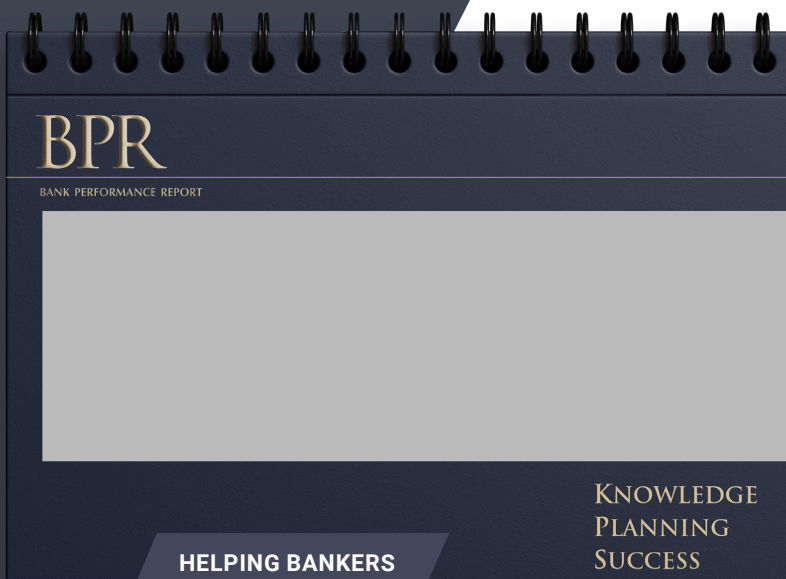 BPR
BANK PERFORMANCE REPORT
KNOWLEDGE
PLANNING
SUCCESS
HELPING BANKERS